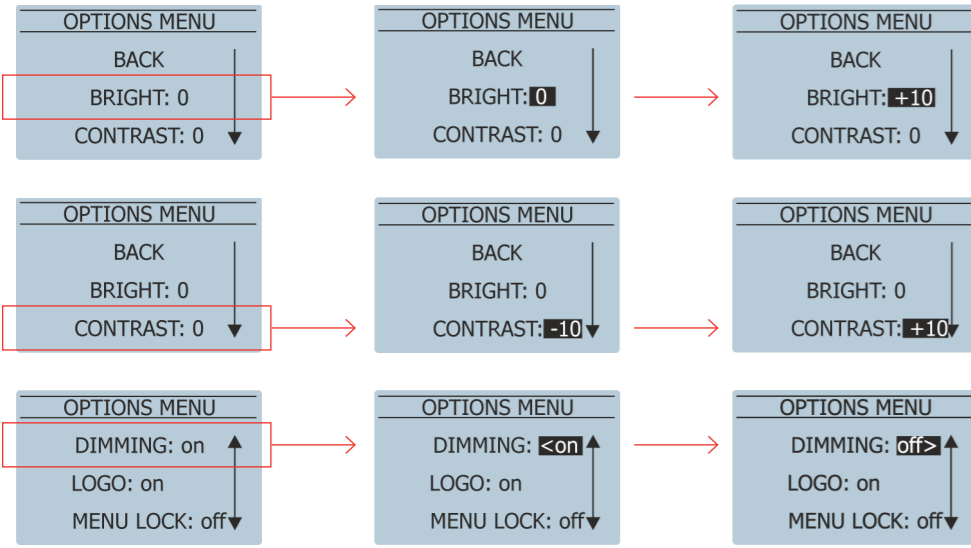 OPTIONS MENU
BACK
BRIGHT: 0
CONTRAST: 0
OPTIONS MENU
BACK
BRIGHT: 0
CONTRAST: 0
OPTIONS MENU
BACK
BRIGHT: +10
CONTRAST: 0
OPTIONS MENU
BACK
BRIGHT: 0
CONTRAST: 0
OPTIONS MENU
BACK
BRIGHT: 0
CONTRAST: -10
OPTIONS MENU
BACK
BRIGHT: 0
CONTRAST: +10
OPTIONS MENU
DIMMING: on
LOGO: on
MENU LOCK: off
OPTIONS MENU
DIMMING: <on
LOGO: on
MENU LOCK: off
OPTIONS MENU
DIMMING: off>
LOGO: on
MENU LOCK: off